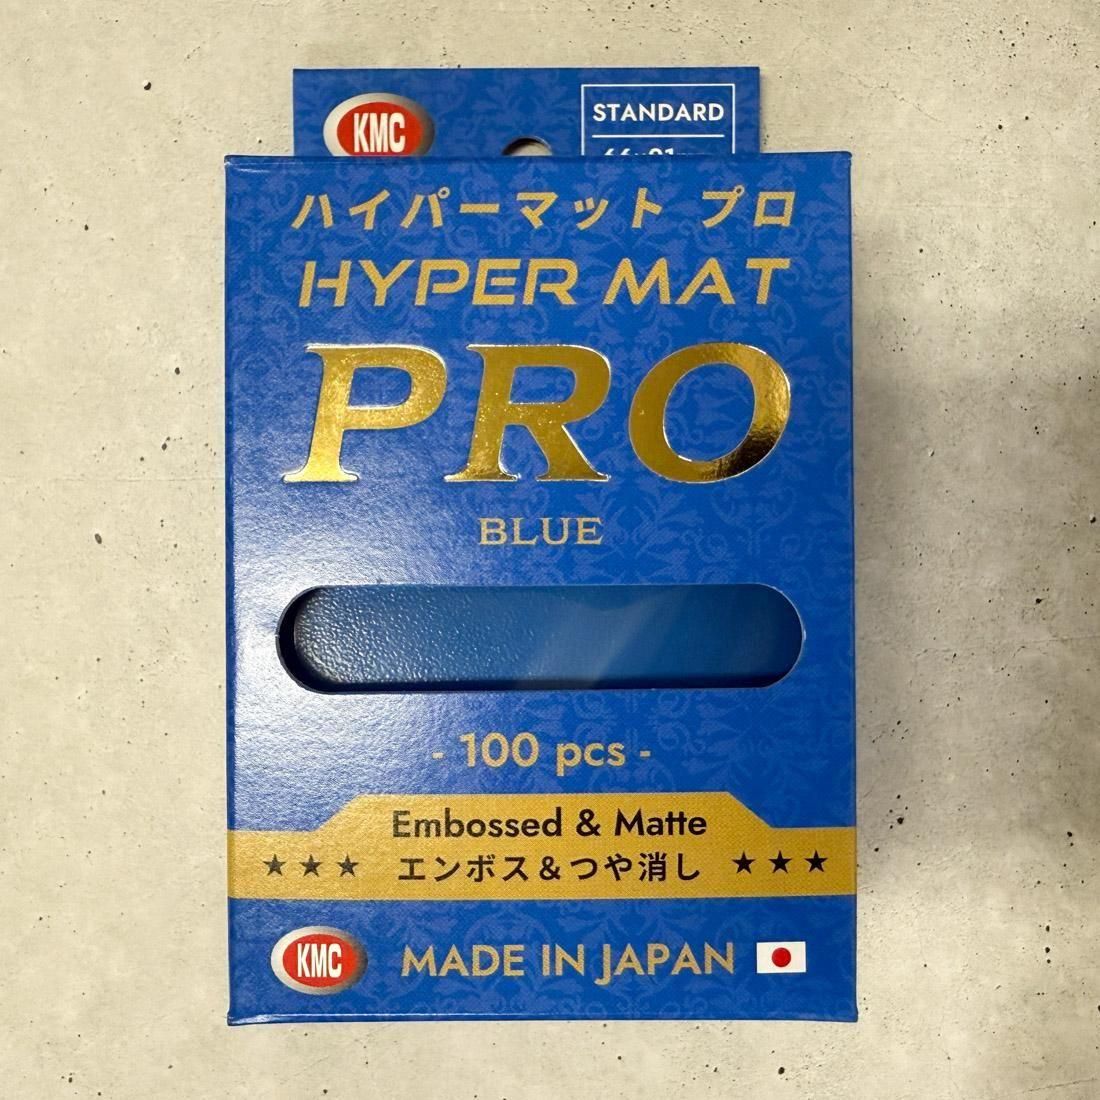 KMC
STANDARD
ハイパーマット プロ
HYPER MAT
PRO
BLUE
- 100 pcs -
Embossed & Matte
★★★ エンボス&つや消し ★★★
KMC MADE IN JAPAN